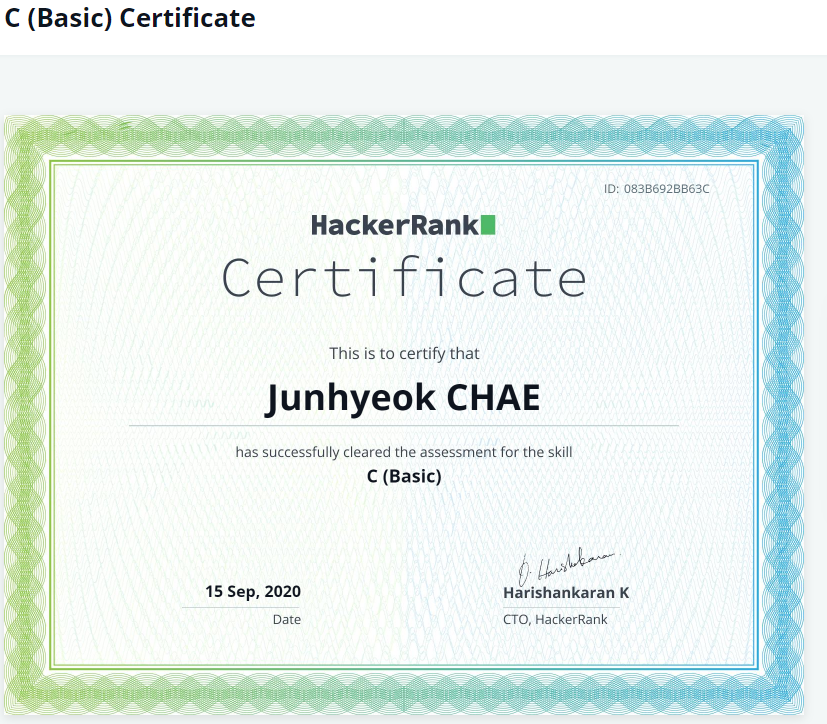 C (Basic) Certificate
ID: 083B692BB63C
HackerRank
Certificate
This is to certify that
Junhyeok CHAE
has successfully cleared the assessment for the skill
C (Basic)
15 Sep, 2020
Date
Harishankaran K
CTO, HackerRank